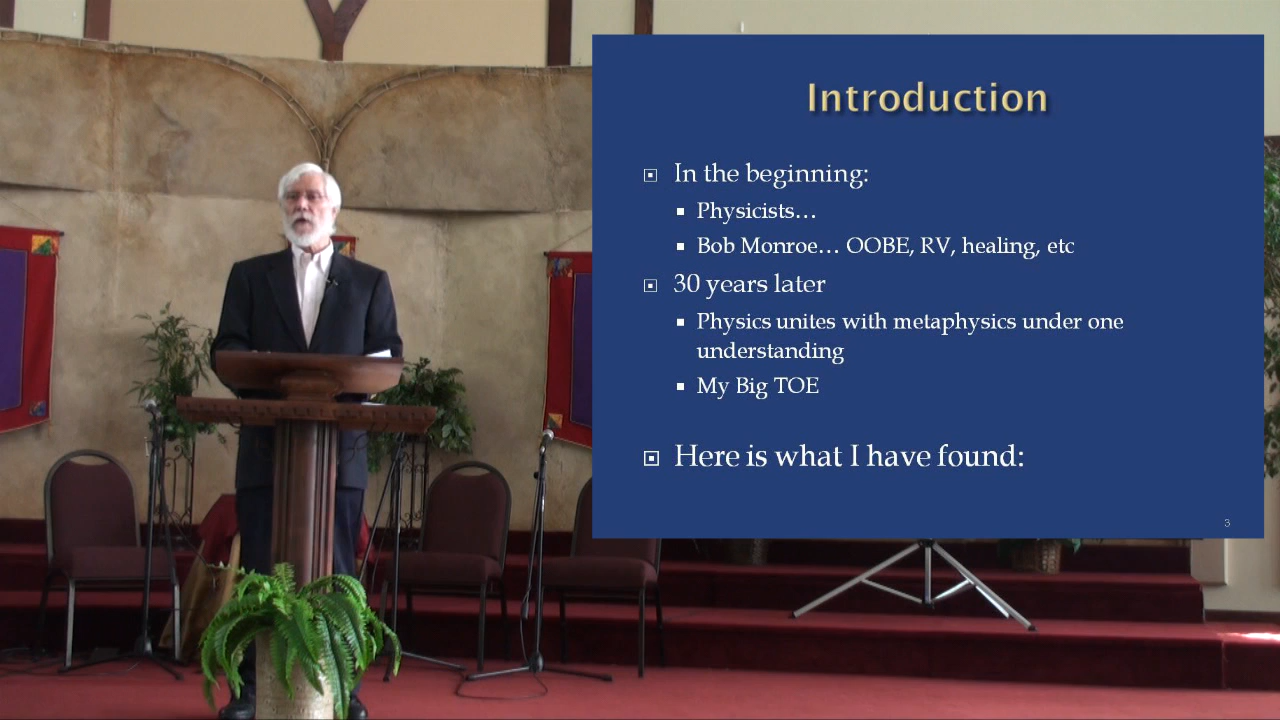 Introduction
In the beginning:
Physicists…
Bob Monroe… OOBE, RV, healing, etc
30 years later
Physics unites with metaphysics under one
understanding
My Big TOE
Here is what I have found:
3